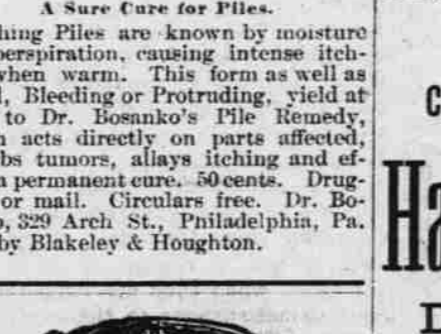 A Sure Cure for Piles.
hing Piles are known by moisture
perspiration, causing intense itch-
when warm. This form as well as
l, Bleeding or Protruding, yield at
to Dr. Bosanko's Pile Remedy,
h acts directly on parts affected,
bs tumors, allays itching and ef-
a permanent cure. 50 cents. Drug-
or mail. Circulars free. Dr. Bo-
o, 329 Arch St., Philadelphia, Pa.
by Blakeley & Houghton.
c
Ha